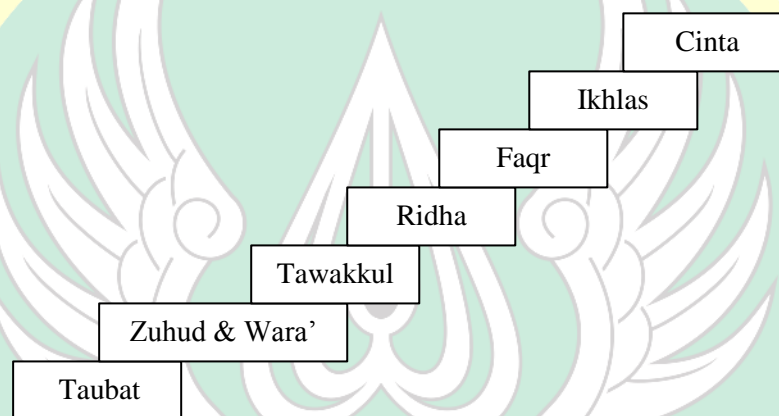 Cinta
Ikhlas
Faqr
Ridha
Tawakkul
Zuhud & Wara’
Taubat